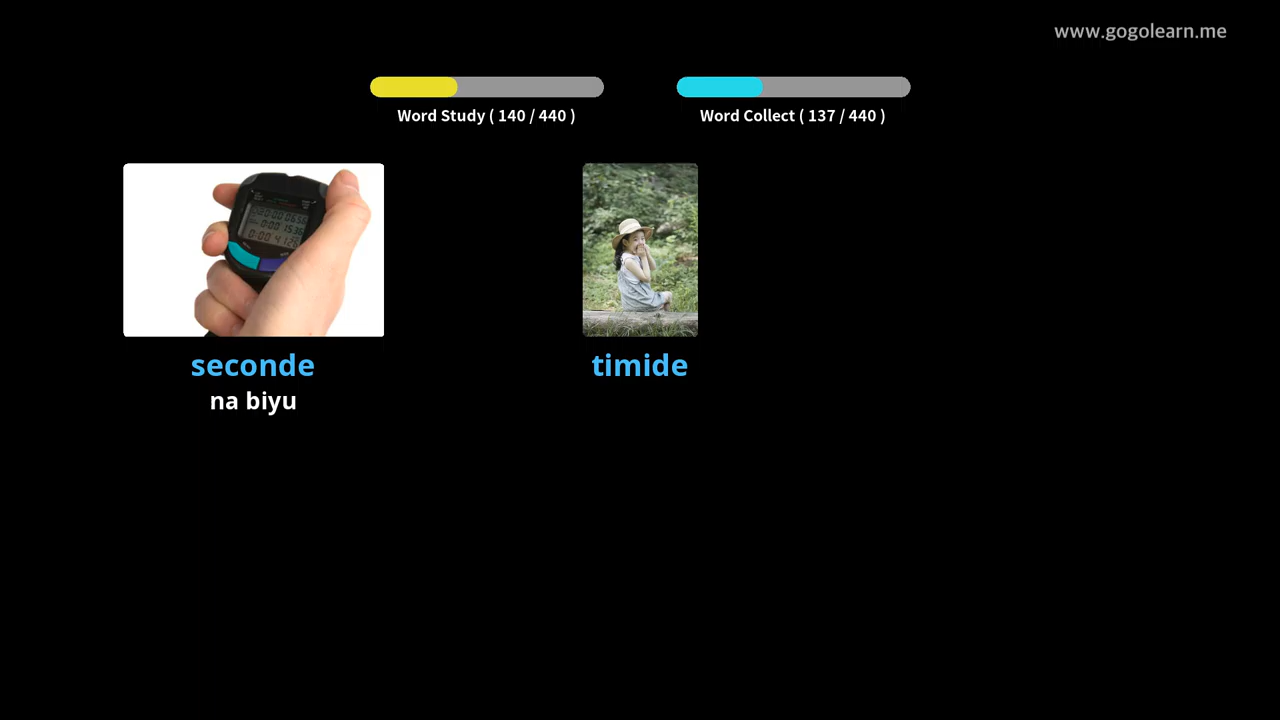 www.gogolearn.me
Word Study ( 140 / 440 )
Word Collect ( 137 / 440 )
seconde
na biyu
timide